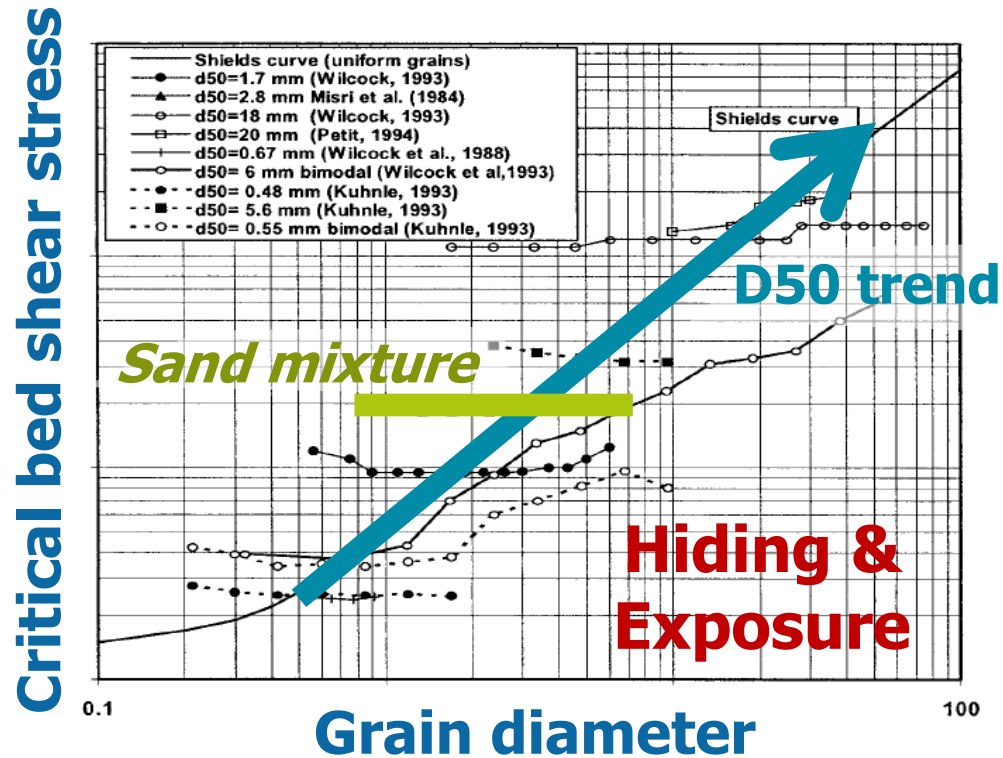 Critical bed shear stress
Shields curve (uniform grains)
d50=1.7 mm (Wilcock, 1993)
d50=2.8 mm Misri et al. (1984)
d50=18 mm (Wilcock, 1993)
d50=20 mm (Petit, 1994)
d50=0.67 mm (Wilcock et al., 1988)
d50= 6 mm bimodal (Wilcock et al,1993)
d50= 0.48 mm (Kuhnle, 1993)
d50= 5.6 mm (Kuhnle, 1993)
d50= 0.55 mm bimodal (Kuhnle, 1993)
Shields curve
D50 trend
Sand mixture
Hiding &
Exposure
0.1
100
Grain diameter